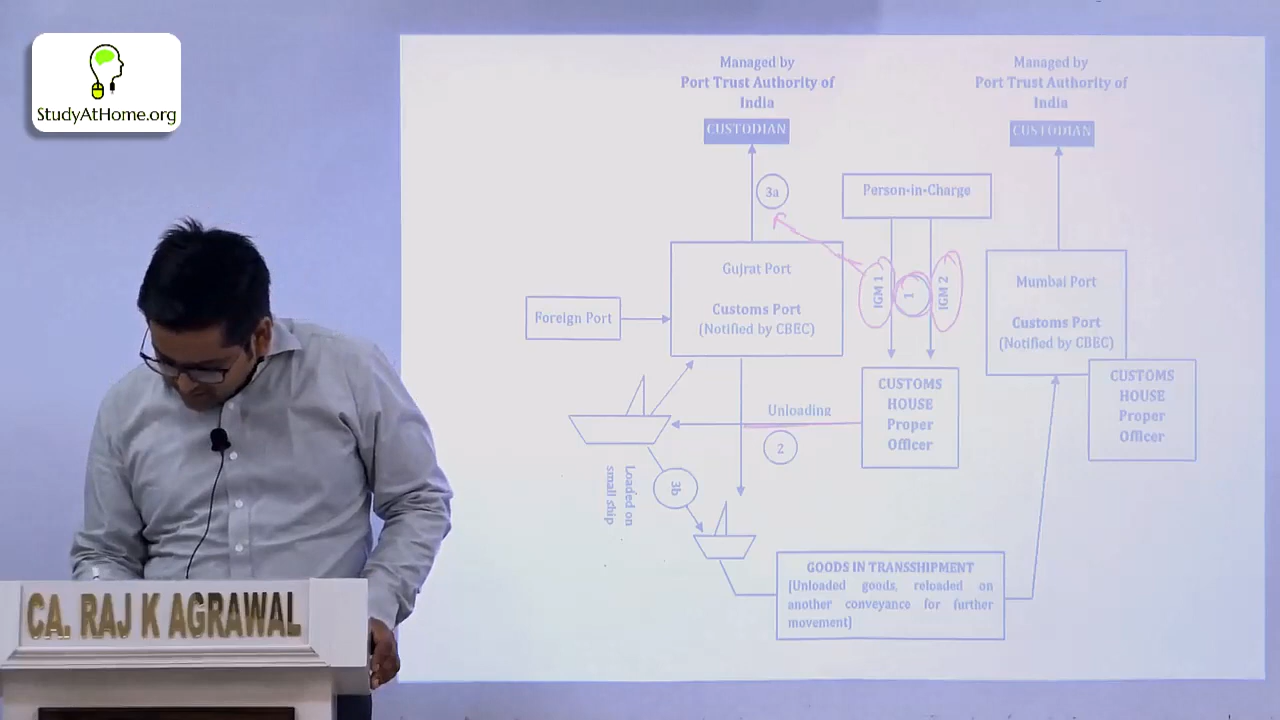 StudyAtHome.org
Managed by
Port Trust Authority of
India
CUSTODIAN
Managed by
Port Trust Authority of
India
CUSTODIAN
3a
Person-in-Charge
Gujrat Port
Customs Port
(Notified by CBEC)
IGM 1
1
IGM 2
Mumbai Port
Customs Port
(Notified by CBEC)
Foreign Port
CUSTOMS
HOUSE
Proper
Officer
CUSTOMS
HOUSE
Proper
Officer
Unloading
2
Loaded on
small ship
3b
GOODS IN TRANSSHIPMENT
[Unloaded goods, reloaded on
another conveyance for further
movement]
CA. RAJ K AGRAWAL